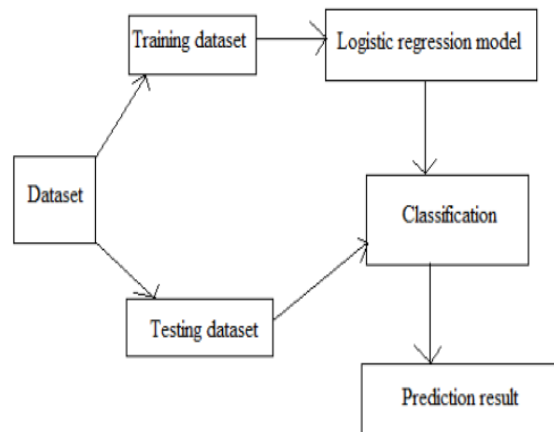 Training dataset
Logistic regression model
Dataset
Classification
Testing dataset
Prediction result